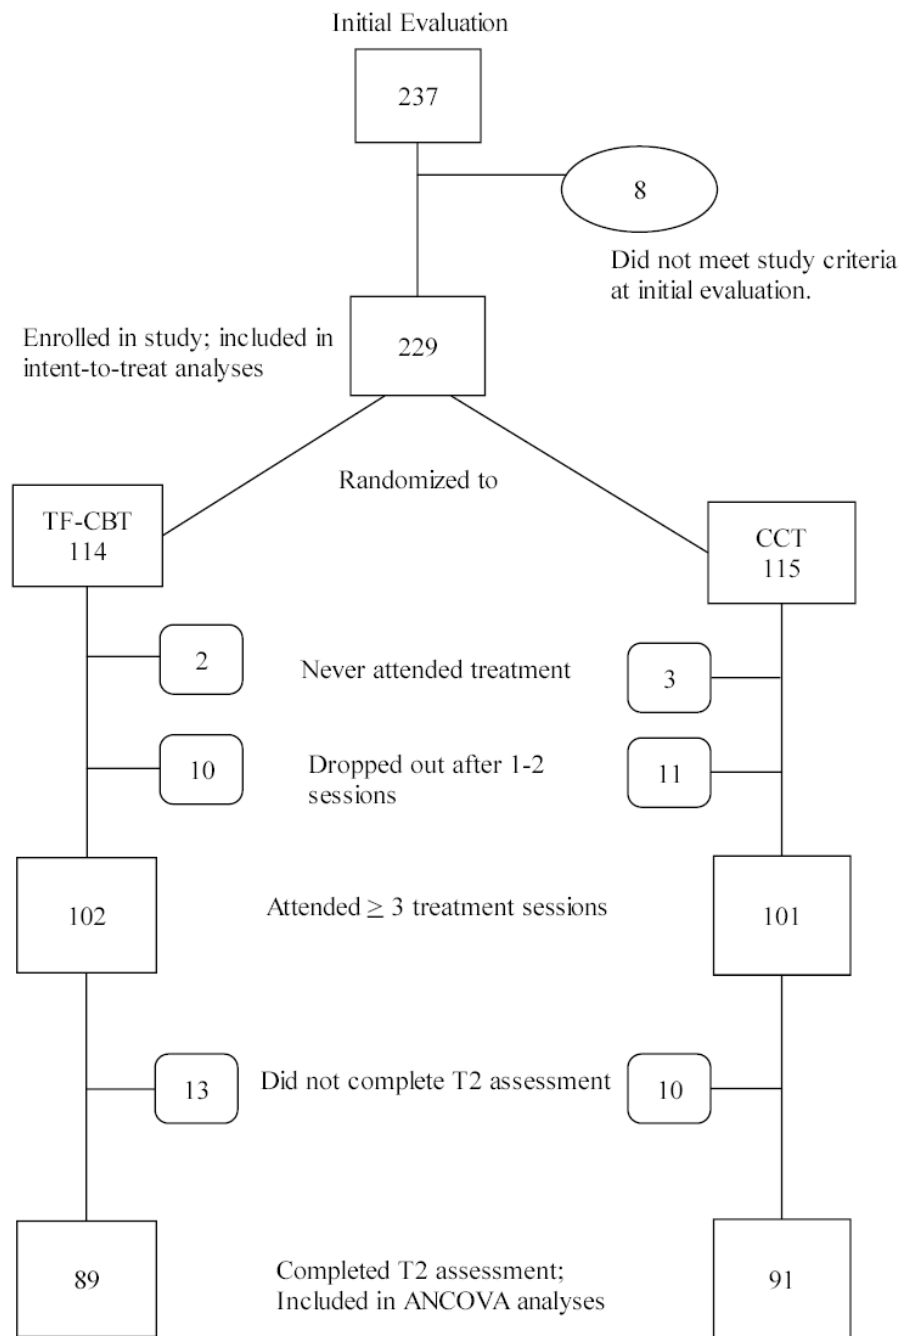 Initial Evaluation
237
8
Did not meet study criteria
at initial evaluation.
Enrolled in study; included in
intent-to-treat analyses
229
Randomized to
TF-CBT
114
CCT
115
2
Never attended treatment
3
10
Dropped out after 1-2
sessions
11
102
Attended ≥ 3 treatment sessions
101
13
Did not complete T2 assessment
10
89
Completed T2 assessment;
Included in ANCOVA analyses
91